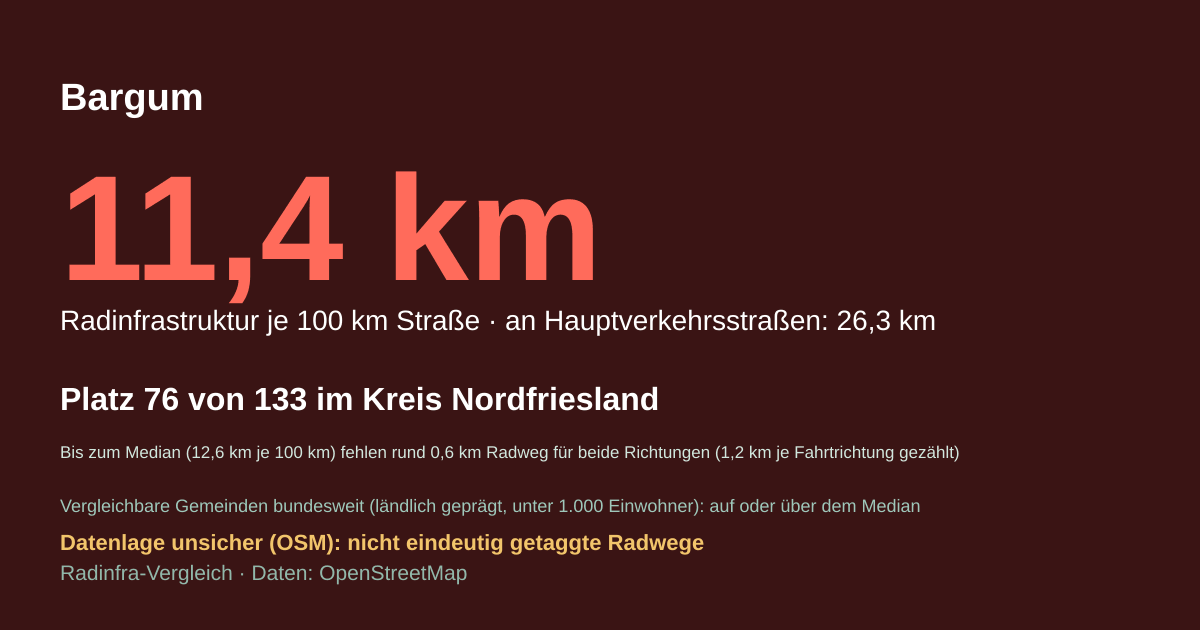 Bargum
11,4 km
Radinfrastruktur je 100 km Straße · an Hauptverkehrsstraßen: 26,3 km
Platz 76 von 133 im Kreis Nordfriesland
Bis zum Median (12,6 km je 100 km) fehlen rund 0,6 km Radweg für beide Richtungen (1,2 km je Fahrtrichtung gezählt)
Vergleichbare Gemeinden bundesweit (ländlich geprägt, unter 1.000 Einwohner): auf oder über dem Median
Datenlage unsicher (OSM): nicht eindeutig getaggte Radwege
Radinfra-Vergleich · Daten: OpenStreetMap